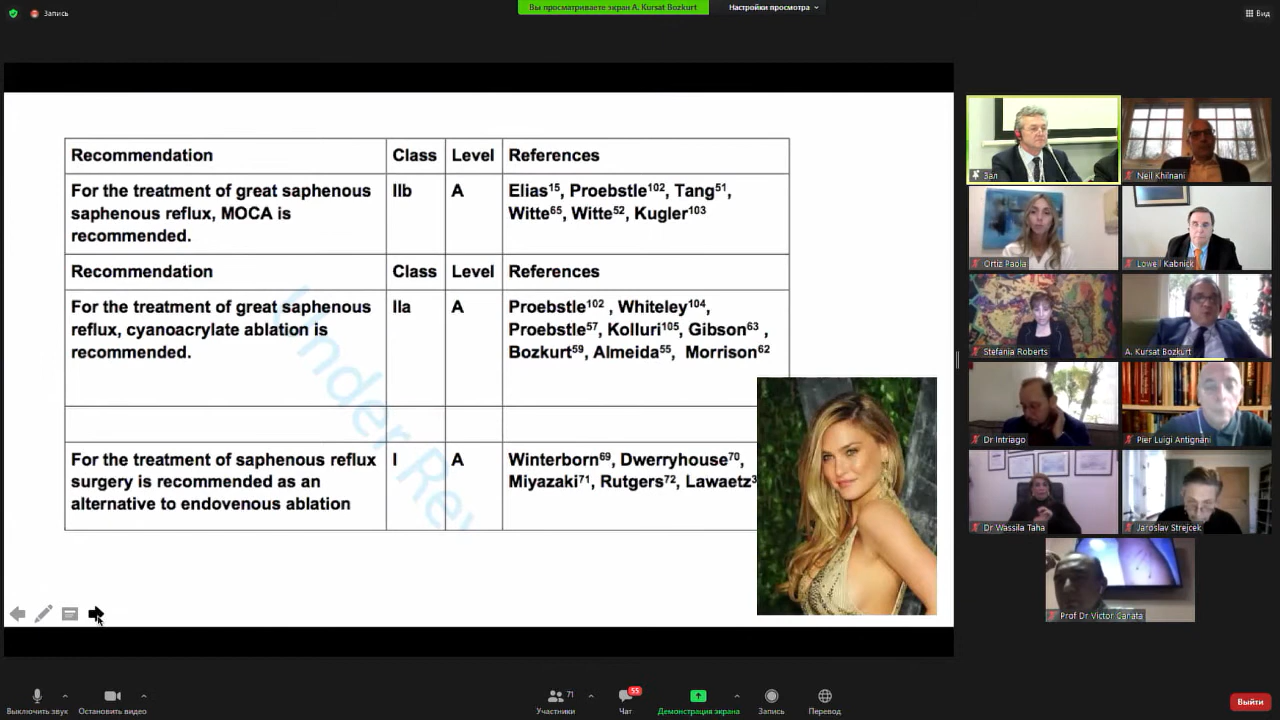 Запись
Вы просматриваете экран A. Kursat Bozkurt
Настройки просмотра
Вид
Recommendation Class Level References
For the treatment of great saphenous IIb A Elias15, Proebstle102, Tang51,
saphenous reflux, MOCA is Witte65, Witte52, Kugler103
recommended.
Recommendation Class Level References
For the treatment of great saphenous IIa A Proebstle102 , Whiteley104,
reflux, cyanoacrylate ablation is Proebstle57, Kolluri105, Gibson63 ,
recommended. Bozkurt59, Almeida55, Morrison62
For the treatment of saphenous reflux I A Winterborn69, Dwerryhouse70,
surgery is recommended as an Miyazaki71, Rutgers72, Lawaetz3
alternative to endovenous ablation
Under Rev
Зал
Neil Khilnani
Ortiz Paola
Lowell Kabnick
Stefania Roberts
A. Kursat Bozkurt
Dr Intriago
Pier Luigi Antignani
Dr Wassila Taha
Jaroslav Strejcek
Prof Dr Victor Canata
Выключить звук
Остановить видео
71
Участники
55
Чат
Демонстрация экрана
Запись
Перевод
Выйти